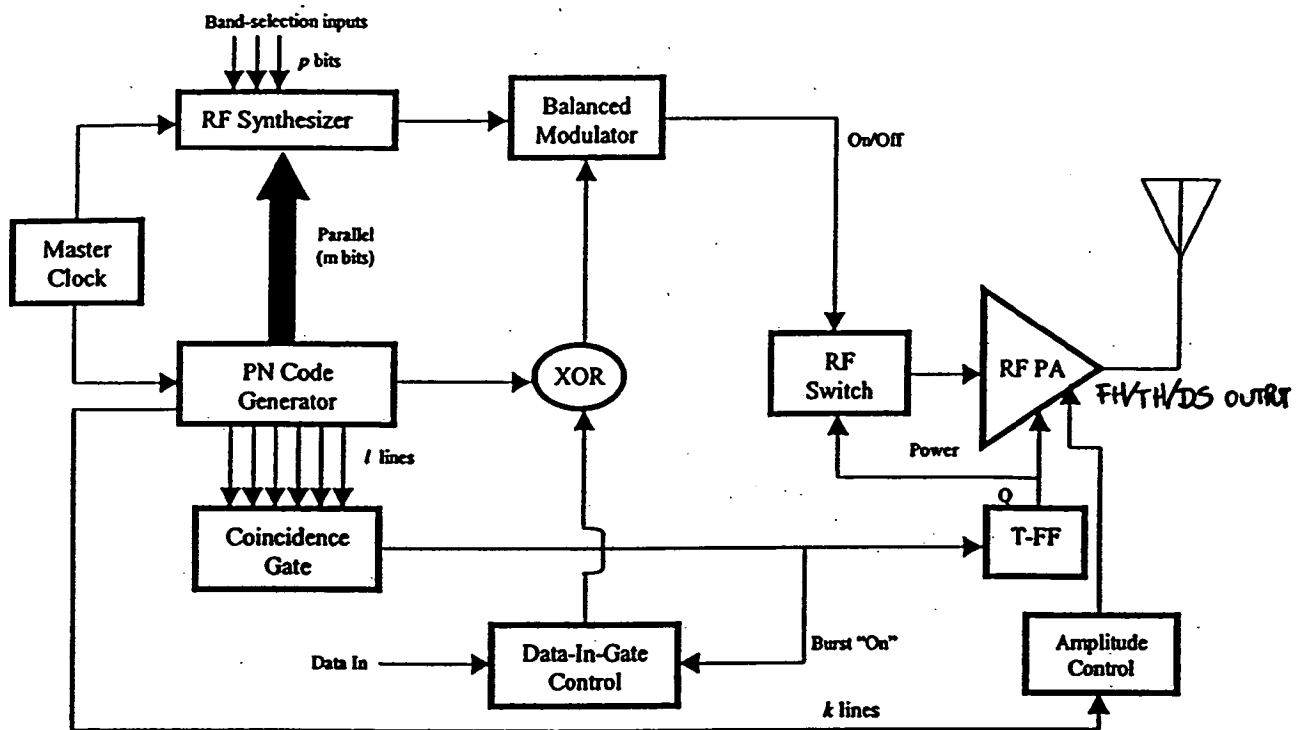 Band-selection inputs
p bits
RF Synthesizer
Balanced
Modulator
On/Off
Master
Clock
Parallel
(m bits)
PN Code
Generator
XOR
RF
Switch
RF PA
FH/TH/DS OUTPUT
l lines
Power
Q
Coincidence
Gate
T-FF
Data In
Data-In-Gate
Control
Burst "On"
Amplitude
Control
k lines